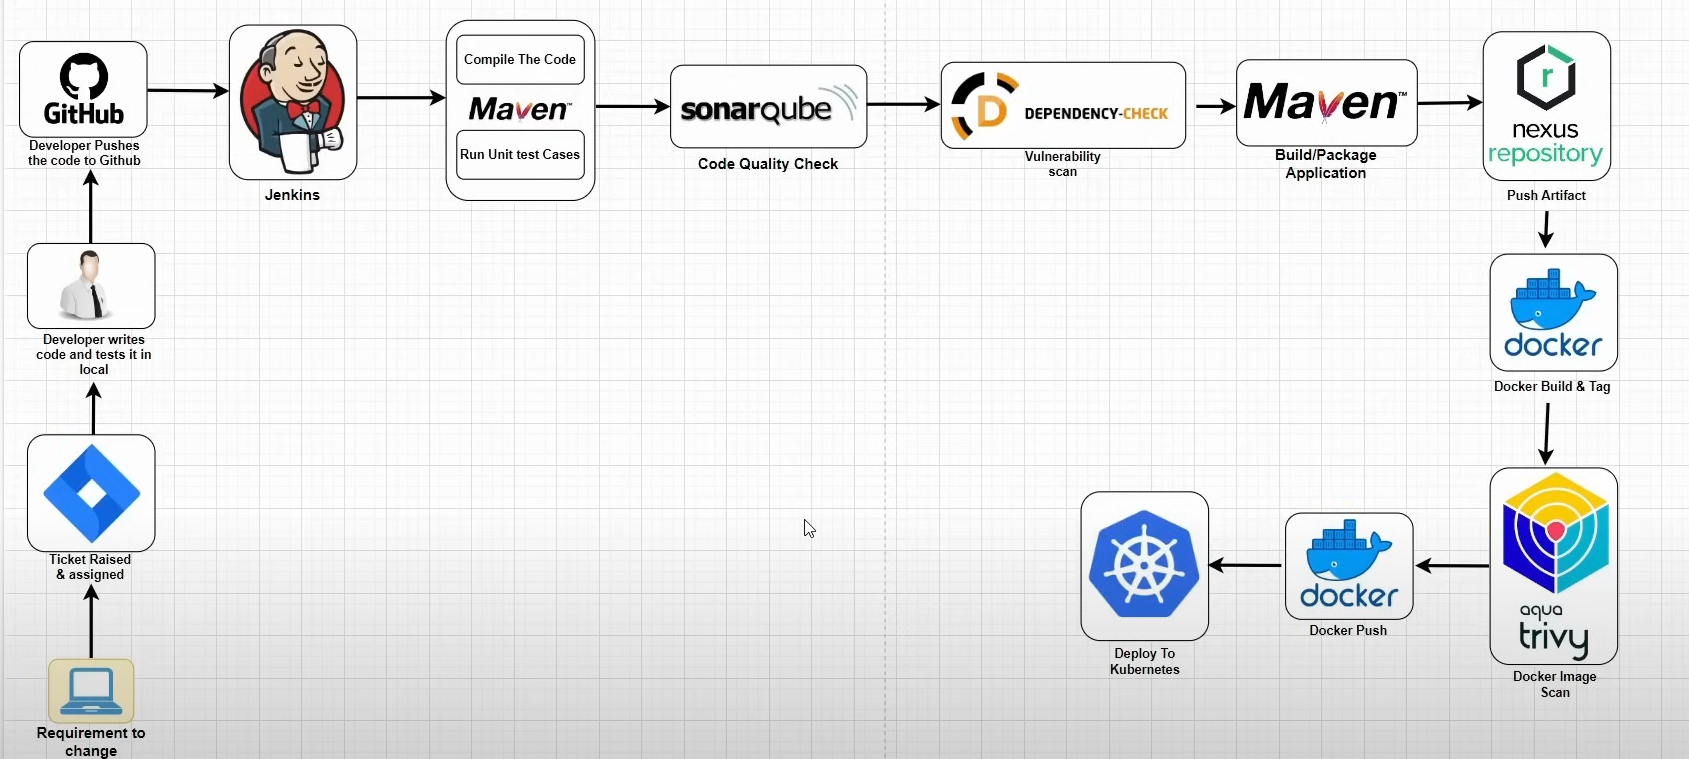 GitHub
Developer Pushes
the code to Github
Jenkins
Compile The Code
Maven™
Run Unit test Cases
sonarqube
Code Quality Check
DEPENDENCY-CHECK
Vulnerability
scan
Maven™
Build/Package
Application
nexus
repository
Push Artifact
docker
Docker Build & Tag
aqua
trivy
Docker Image
Scan
docker
Docker Push
Deploy To
Kubernetes
Developer writes
code and tests it in
local
Ticket Raised
& assigned
Requirement to
change